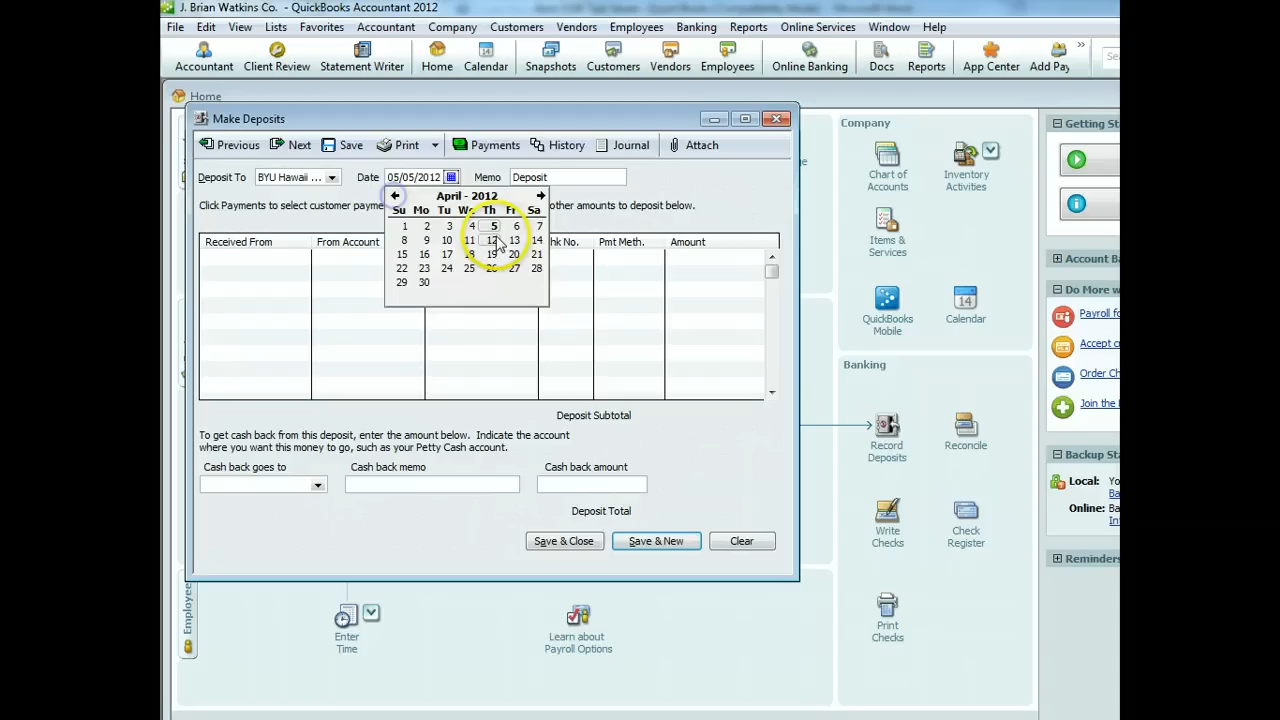 J. Brian Watkins Co. - QuickBooks Accountant 2012
File Edit View Lists Favorites Accountant Company Customers Vendors Employees Banking Reports Online Services Window Help
Accountant Client Review Statement Writer Home Calendar Snapshots Customers Vendors Employees Online Banking Docs Reports App Center Add Pay
Home
Make Deposits
Previous Next Save Print Payments History Journal Attach
Deposit To BYU Hawaii ... Date 05/05/2012 Memo Deposit
April - 2012
Click Payments to select customer payme
other amounts to deposit below.
Su Mo Tu We Th Fr Sa
1 2 3 4 5 6 7
8 9 10 11 12 13 14
15 16 17 18 19 20 21
22 23 24 25 26 27 28
29 30
Received From From Account hk No. Pmt Meth. Amount
Deposit Subtotal
To get cash back from this deposit, enter the amount below. Indicate the account
where you want this money to go, such as your Petty Cash account.
Cash back goes to Cash back memo Cash back amount
Deposit Total
Save & Close Save & New Clear
Employees
Enter
Time
Learn about
Payroll Options
Company
Chart of
Accounts
Inventory
Activities
Items &
Services
QuickBooks
Mobile
14
Calendar
Banking
Record
Deposits
Reconcile
Write
Checks
Check
Register
Print
Checks
Getting St
Account Ba
Do More w
Payroll fo
Accept c
Order Ch
Join the
Backup Sta
Local: Yo
Ba
Online: Ba
Int
Reminders